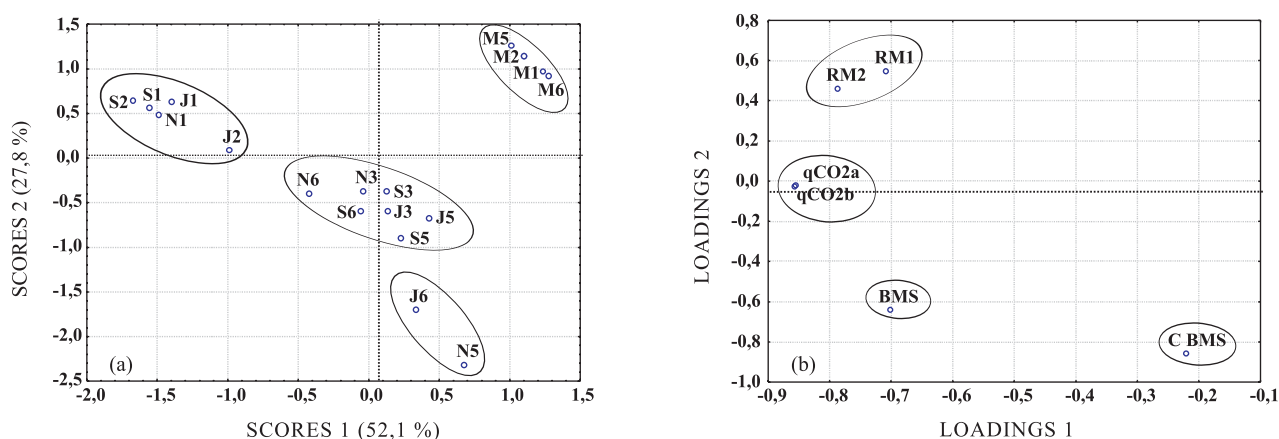 SCORES 2 (27,8 %)
1,5
1,0
0,5
0,0
-0,5
-1,0
-1,5
-2,0
-2,5
M5
M2
M1
M6
S2 S1 J1
N1
J2
N6 N3 S3
S6 J3 J5
S5
J6
N5
(a)
-2,0 -1,5 -1,0 -0,5 0,0 0,5 1,0 1,5
SCORES 1 (52,1 %)
LOADINGS 2
0,8
0,6
0,4
0,2
0,0
-0,2
-0,4
-0,6
-0,8
-1,0
RM1
RM2
qCO2a
qCO2b
BMS
C BMS
(b)
-0,9 -0,8 -0,7 -0,6 -0,5 -0,4 -0,3 -0,2 -0,1
LOADINGS 1